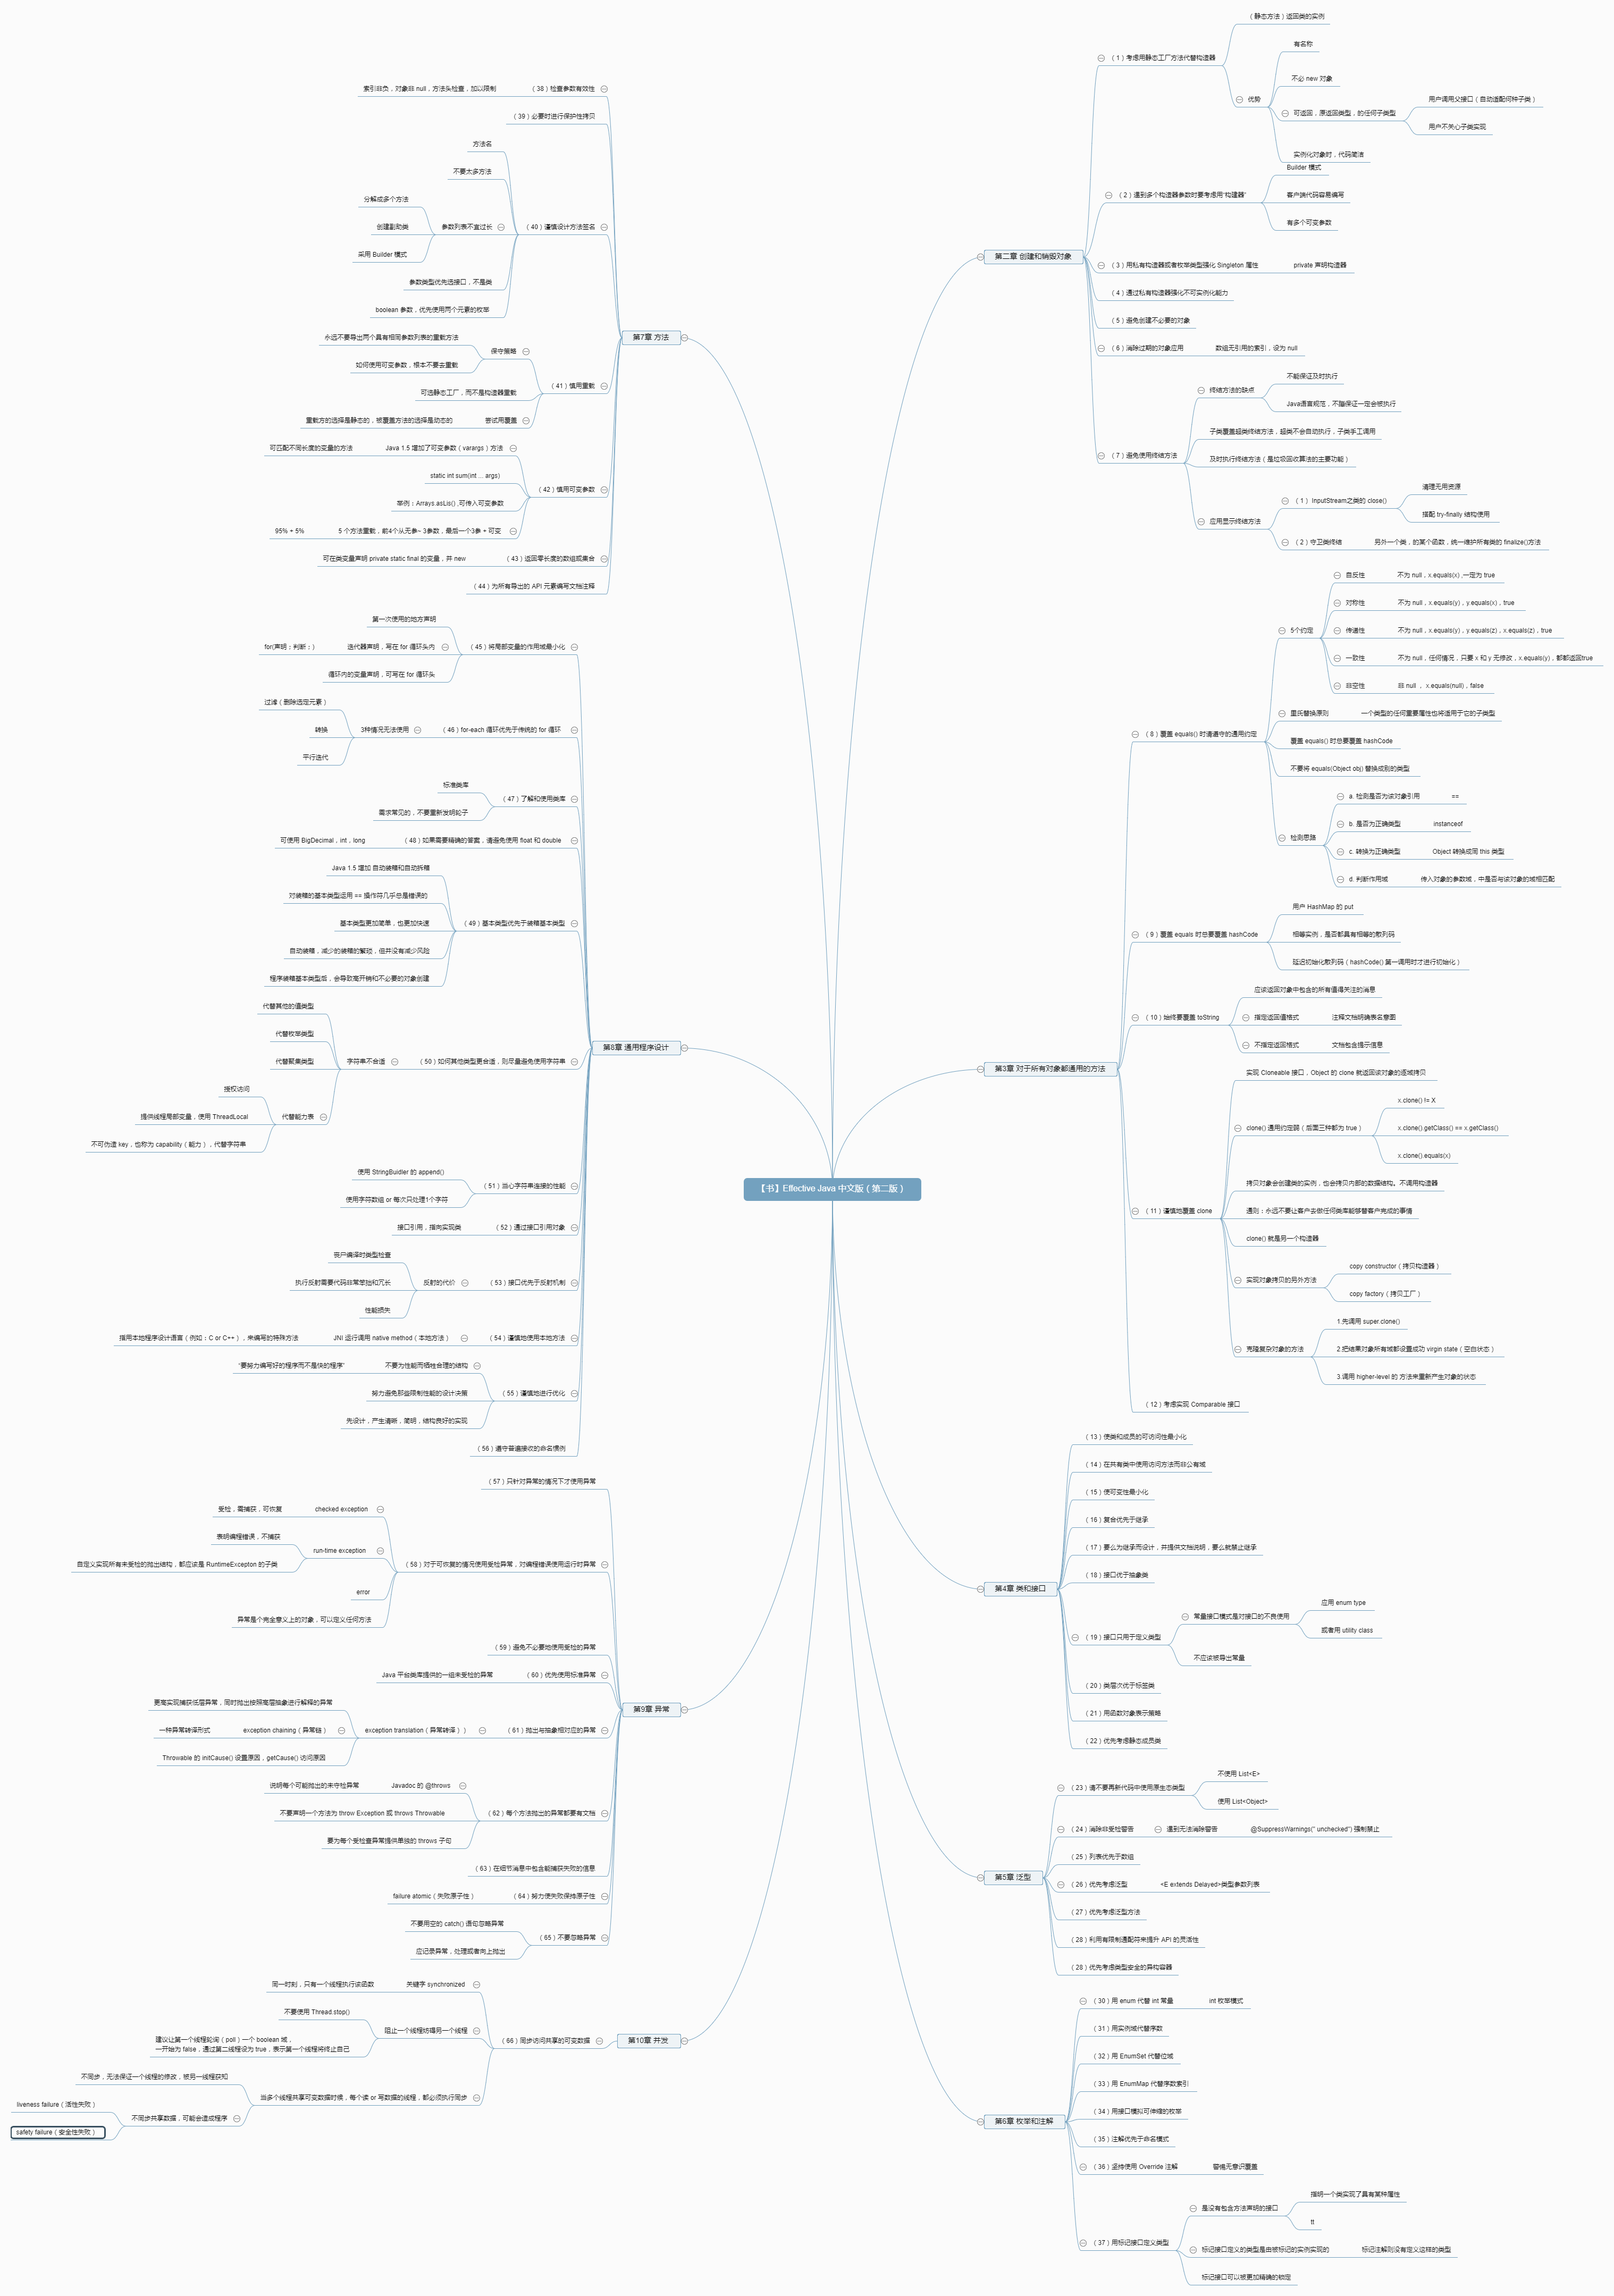 【书】Effective Java 中文版（第二版）
第二章 创建和销毁对象
（1）考虑用静态工厂方法代替构造器
（静态方法）返回类的实例
优势
有名称
不必 new 对象
可返回，原返回类型，的任何子类型
用户调用父接口（自动适配何种子类）
用户不关心子类实现
实例化对象时，代码简洁
（2）遇到多个构造器参数时要考虑用“构建器”
Builder 模式
客户端代码容易编写
有多个可变参数
（3）用私有构造器或者枚举类型强化 Singleton 属性
private 声明构造器
（4）通过私有构造器强化不可实例化能力
（5）避免创建不必要的对象
（6）消除过期的对象应用
数组无引用的索引，设为 null
（7）避免使用终结方法
终结方法的缺点
不能保证及时执行
Java语言规范，不能保证一定会被执行
子类覆盖超类终结方法，超类不会自动执行，子类手工调用
及时执行终结方法（是垃圾回收算法的主要功能）
应用显示终结方法
（1） InputStream之类的 close()
清理无用资源
搭配 try-finally 结构使用
（2）守卫类终结
另外一个类，的某个函数，统一维护所有类的 finalize()方法
第3章 对于所有对象都通用的方法
（8）覆盖 equals() 时请遵守的通用约定
5个约定
自反性
不为 null，x.equals(x) ,一定为 true
对称性
不为 null，x.equals(y)，y.equals(x)，true
传递性
不为 null，x.equals(y)，y.equals(z)，x.equals(z)，true
一致性
不为 null，任何情况，只要 x 和 y 无修改，x.equals(y)，都都返回true
非空性
非 null ， x.equals(null)，false
里氏替换原则
一个类型的任何重要属性也将适用于它的子类型
覆盖 equals() 时总要覆盖 hashCode
不要将 equals(Object obj) 替换成别的类型
检测思路
a. 检测是否为该对象引用
==
b. 是否为正确类型
instanceof
c. 转换为正确类型
Object 转换成同 this 类型
d. 判断作用域
传入对象的参数域，中是否与该对象的域相匹配
（9）覆盖 equals 时总要覆盖 hashCode
用户 HashMap 的 put
相等实例，是否都具有相等的散列码
延迟初始化散列码（hashCode() 第一调用时才进行初始化）
（10）始终要覆盖 toString
应该返回对象中包含的所有值得关注的消息
指定返回值格式
注释文档明确表名意图
不指定返回格式
文档包含提示信息
（11）谨慎地覆盖 clone
实现 Cloneable 接口，Object 的 clone 就返回该对象的逐域拷贝
clone() 通用约定弱（后面三种都为 true）
x.clone() != X
x.clone().getClass() == x.getClass()
x.clone().equals(x)
拷贝对象会创建类的实例，也会拷贝内部的数据结构。不调用构造器
通则：永远不要让客户去做任何类库能够替客户完成的事情
clone() 就是另一个构造器
实现对象拷贝的另外方法
copy constructor（拷贝构造器）
copy factory（拷贝工厂）
克隆复杂对象的方法
1.先调用 super.clone()
2.把结果对象所有域都设置成功 virgin state（空白状态）
3.调用 higher-level 的 方法来重新产生对象的状态
（12）考虑实现 Comparable 接口
第4章 类和接口
（13）使类和成员的可访问性最小化
（14）在共有类中使用访问方法而非公有域
（15）使可变性最小化
（16）复合优先于继承
（17）要么为继承而设计，并提供文档说明，要么就禁止继承
（18）接口优于抽象类
（19）接口只用于定义类型
常量接口模式是对接口的不良使用
应用 enum type
或者用 utility class
不应该被导出常量
（20）类层次优于标签类
（21）用函数对象表示策略
（22）优先考虑静态成员类
第5章 泛型
（23）请不要再新代码中使用原生态类型
不使用 List<E>
使用 List<Object>
（24）消除非受检警告
遇到无法消除警告
@SuppressWarnings(" unchecked") 强制禁止
（25）列表优先于数组
（26）优先考虑泛型
<E extends Delayed>类型参数列表
（27）优先考虑泛型方法
（28）利用有限制通配符来提升 API 的灵活性
（28）优先考虑类型安全的异构容器
第6章 枚举和注解
（30）用 enum 代替 int 常量
int 枚举模式
（31）用实例域代替序数
（32）用 EnumSet 代替位域
（33）用 EnumMap 代替序数索引
（34）用接口模拟可伸缩的枚举
（35）注解优先于命名模式
（36）坚持使用 Override 注解
警惕无意识覆盖
（37）用标记接口定义类型
是没有包含方法声明的接口
指明一个类实现了具有某种属性
tt
标记接口定义的类型是由被标记的实例实现的
标记注解则没有定义这样的类型
标记接口可以被更加精确的锁定
第7章 方法
（38）检查参数有效性
索引非负，对象非 null，方法头检查，加以限制
（39）必要时进行保护性拷贝
（40）谨慎设计方法签名
方法名
不要太多方法
参数列表不宜过长
分解成多个方法
创建副助类
采用 Builder 模式
参数类型优先选接口，不是类
boolean 参数，优先使用两个元素的枚举
（41）慎用重载
保守策略
永远不要导出两个具有相同参数列表的重载方法
如何使用可变参数，根本不要去重载
可选静态工厂，而不是构造器重载
尝试用覆盖
重载方的选择是静态的，被覆盖方法的选择是动态的
（42）慎用可变参数
Java 1.5 增加了可变参数（varargs）方法
可匹配不同长度的变量的方法
static int sum(int ... args)
举例：Arrays.asLis() ,可传入可变参数
5 个方法重载，前4个从无参~ 3参数，最后一个3参 + 可变
95% + 5%
（43）返回零长度的数组或集合
可在类变量声明 private static final 的变量，并 new
（44）为所有导出的 API 元素编写文档注释
第8章 通用程序设计
（45）将局部变量的作用域最小化
第一次使用的地方声明
迭代器声明，写在 for 循环头内
for(声明；判断；）
循环内的变量声明，可写在 for 循环头
（46）for-each 循环优先于传统的 for 循环
3种情况无法使用
过滤（删除选定元素）
转换
平行迭代
（47）了解和使用类库
标准类库
需求常见的，不要重新发明轮子
（48）如果需要精确的答案，请避免使用 float 和 double
可使用 BigDecimal，int，long
（49）基本类型优先于装箱基本类型
Java 1.5 增加 自动装箱和自动拆箱
对装箱的基本类型运用 == 操作符几乎总是错误的
基本类型更加简单，也更加快速
自动装箱，减少的装箱的繁琐，但并没有减少风险
程序装箱基本类型后，会导致高开销和不必要的对象创建
（50）如何其他类型更合适，则尽量避免使用字符串
字符串不合适
代替其他的值类型
代替枚举类型
代替聚集类型
代替能力表
授权访问
提供线程局部变量，使用 ThreadLocal
不可伪造 key，也称为 capability（能力），代替字符串
（51）当心字符串连接的性能
使用 StringBuidler 的 append()
使用字符数组 or 每次只处理1个字符
（52）通过接口引用对象
接口引用，指向实现类
（53）接口优先于反射机制
反射的代价
丧尸编译时类型检查
执行反射需要代码非常笨拙和冗长
性能损失
（54）谨慎地使用本地方法
JNI 运行调用 native method（本地方法）
指用本地程序设计语言（例如：C or C++），来编写的特殊方法
（55）谨慎地进行优化
不要为性能而牺牲合理的结构
“要努力编写好的程序而不是快的程序”
努力避免那些限制性能的设计决策
先设计，产生清晰，简明，结构良好的实现
（56）遵守普遍接收的命名惯例
第9章 异常
（57）只针对异常的情况下才使用异常
（58）对于可恢复的情况使用受检异常，对编程错误使用运行时异常
checked exception
受检，需捕获，可恢复
run-time exception
表明编程错误，不捕获
自定义实现所有未受检的抛出结构，都应该是 RuntimeExcepton 的子类
error
异常是个完全意义上的对象，可以定义任何方法
（59）避免不必要地使用受检的异常
（60）优先使用标准异常
Java 平台类库提供的一组未受检的异常
（61）抛出与抽象相对应的异常
exception translation（异常转译））
更高实现捕获低层异常，同时抛出按照高层抽象进行解释的异常
exception chaining（异常链）
一种异常转译形式
Throwable 的 initCause() 设置原因，getCause() 访问原因
（62）每个方法抛出的异常都要有文档
Javadoc 的 @throws
说明每个可能抛出的未守检异常
不要声明一个方法为 throw Exception 或 throws Throwable
要为每个受检查异常提供单独的 throws 子句
（63）在细节消息中包含能捕获失败的信息
（64）努力使失败保持原子性
failure atomic（失败原子性）
（65）不要忽略异常
不要用空的 catch() 语句忽略异常
应记录异常，处理或者向上抛出
第10章 并发
（66）同步访问共享的可变数据
关键字 synchronized
同一时刻，只有一个线程执行该函数
阻止一个线程妨碍另一个线程
不要使用 Thread.stop()
建议让第一个线程轮询（poll）一个 boolean 域，
一开始为 false，通过第二线程设为 true，表示第一个线程将终止自己
当多个线程共享可变数据时候，每个读 or 写数据的线程，都必须执行同步
不同步，无法保证一个线程的修改，被另一线程获知
不同步共享数据，可能会造成程序
liveness failure（活性失败）
safety failure（安全性失败）